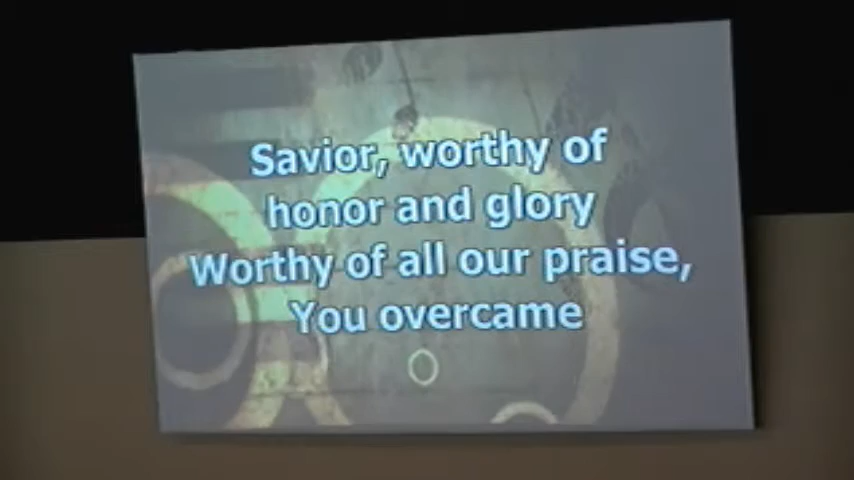 Savior, worthy of
honor and glory
Worthy of all our praise,
You overcame